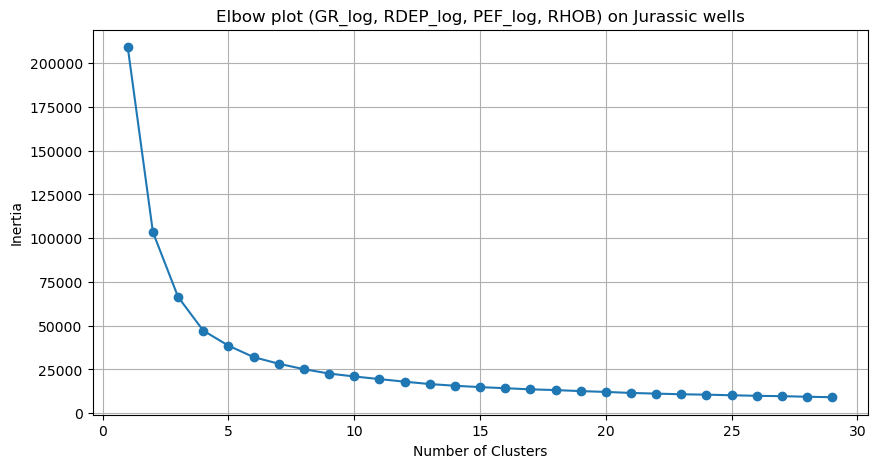 Elbow plot (GR_log, RDEP_log, PEF_log, RHOB) on Jurassic wells
200000
175000
150000
125000
100000
75000
50000
25000
0
Inertia
0 5 10 15 20 25 30
Number of Clusters